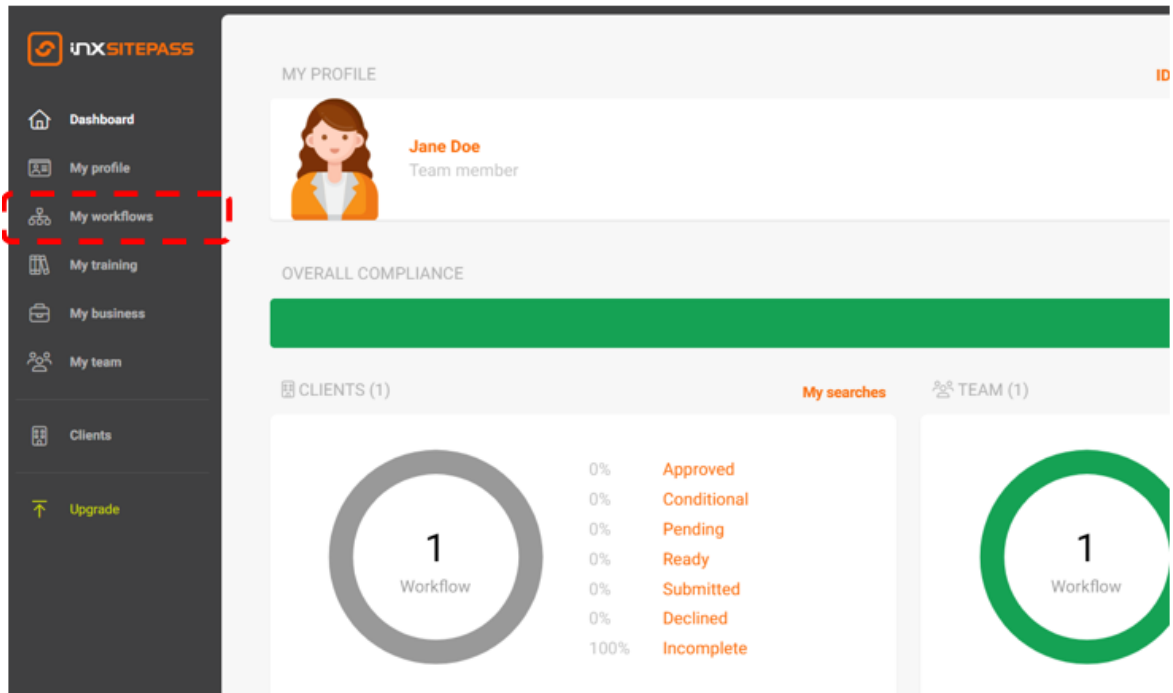 inxSITEPASS
Dashboard
My profile
My workflows
My training
My business
My team
Clients
Upgrade
MY PROFILE
ID
Jane Doe
Team member
OVERALL COMPLIANCE
CLIENTS (1)
My searches
1
Workflow
0% Approved
0% Conditional
0% Pending
0% Ready
0% Submitted
0% Declined
100% Incomplete
TEAM (1)
1
Workflow